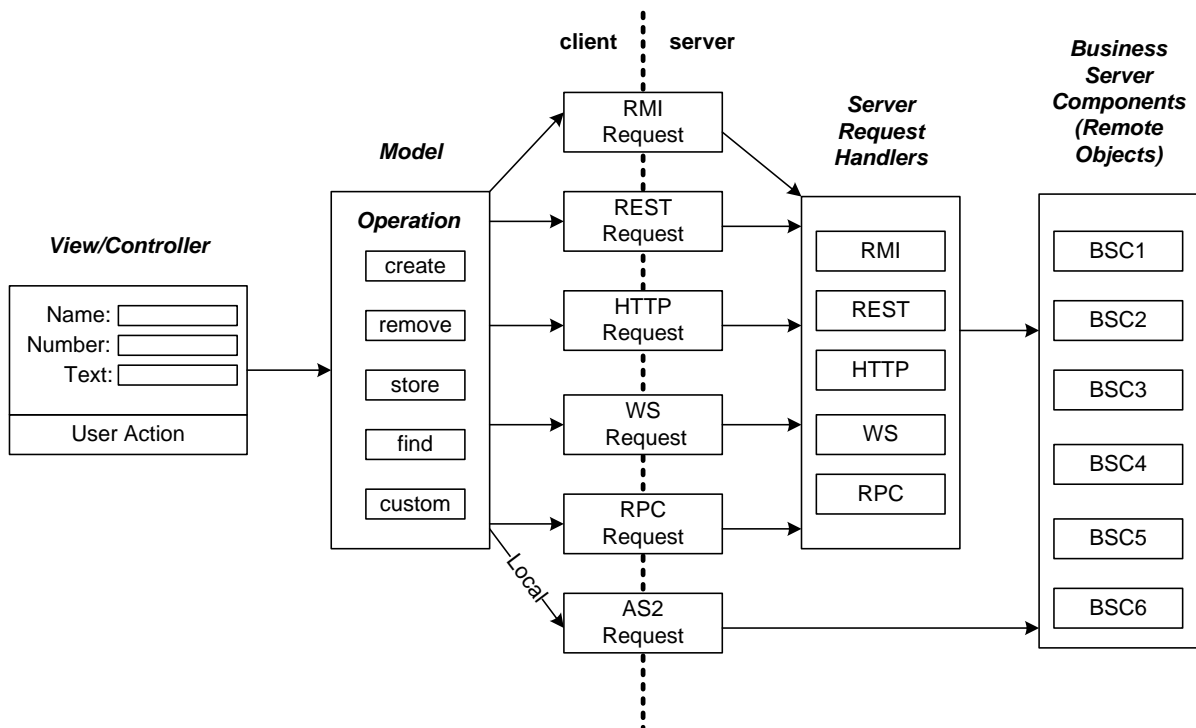 client
server
Business
Server
Components
(Remote
Objects)
Server
Request
Handlers
Model
View/Controller
Name:
Number:
Text:
User Action
Operation
create
remove
store
find
custom
Local
RMI
Request
REST
Request
HTTP
Request
WS
Request
RPC
Request
AS2
Request
RMI
REST
HTTP
WS
RPC
BSC1
BSC2
BSC3
BSC4
BSC5
BSC6